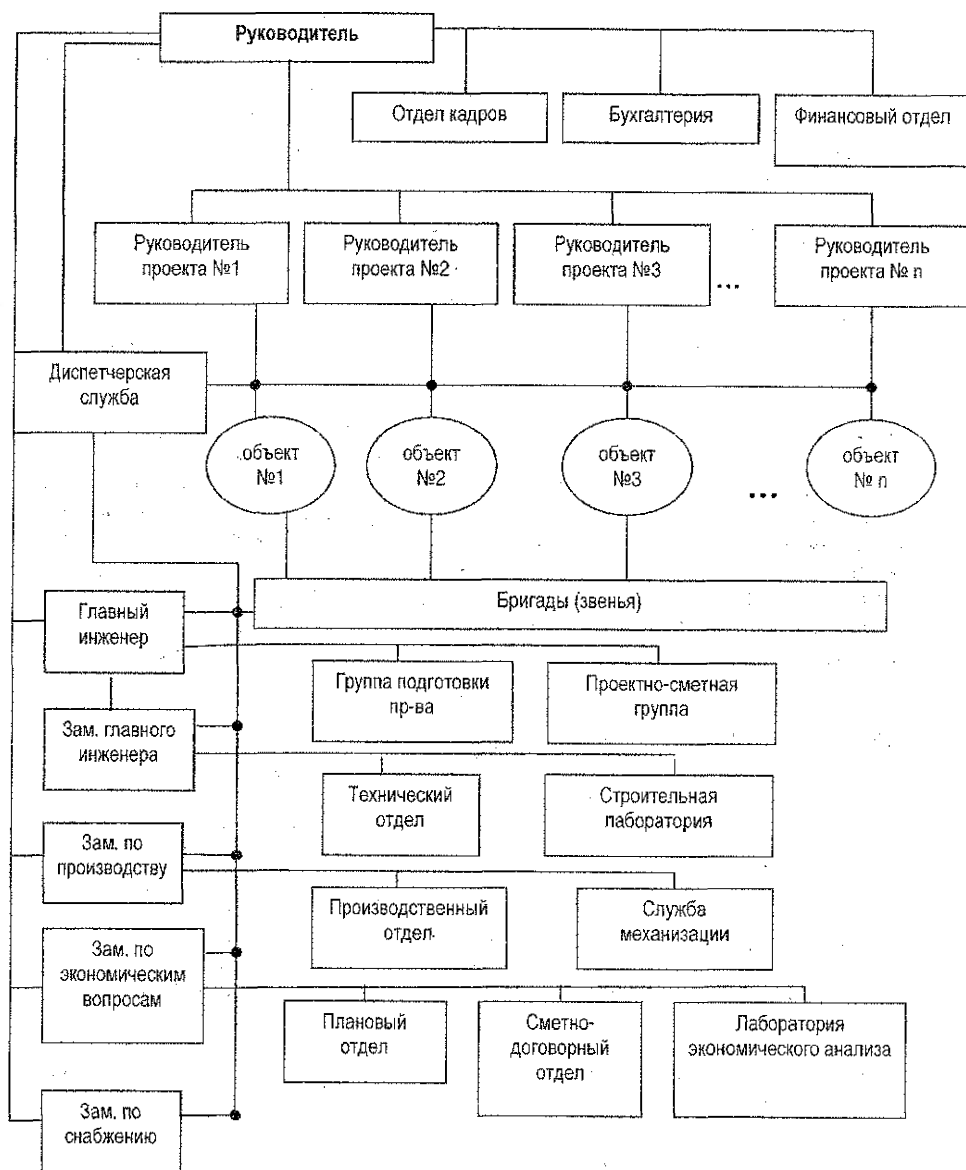 Руководитель
Отдел кадров
Бухгалтерия
Финансовый отдел
Руководитель
проекта №1
Руководитель
проекта №2
Руководитель
проекта №3
...
Руководитель
проекта № n
Диспетчерская
служба
объект
№1
объект
№2
объект
№3
...
объект
№ n
Бригады (звенья)
Главный
инженер
Группа подготовки
пр-ва
Проектно-сметная
группа
Зам. главного
инженера
Технический
отдел
Строительная
лаборатория
Зам. по
производству
Производственный
отдел
Служба
механизации
Зам. по
экономическим
вопросам
Плановый
отдел
Сметно-
договорный
отдел
Лаборатория
экономического анализа
Зам. по
снабжению